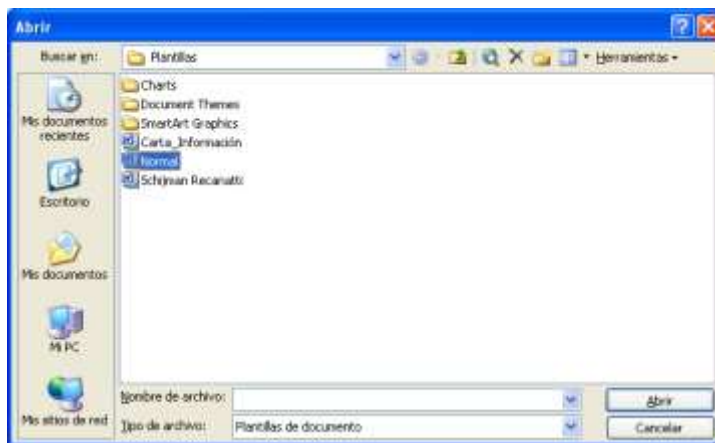 Abrir
Buscar en: Plantillas Herramientas
Mis documentos recientes
Escritorio
Mis documentos
Mi PC
Mis sitios de red
Charts
Document Themes
SmartArt Graphics
Carta_Información
Normal
Schijman Recanatti
Nombre de archivo:
Abrir
Tipo de archivo: Plantillas de documento
Cancelar